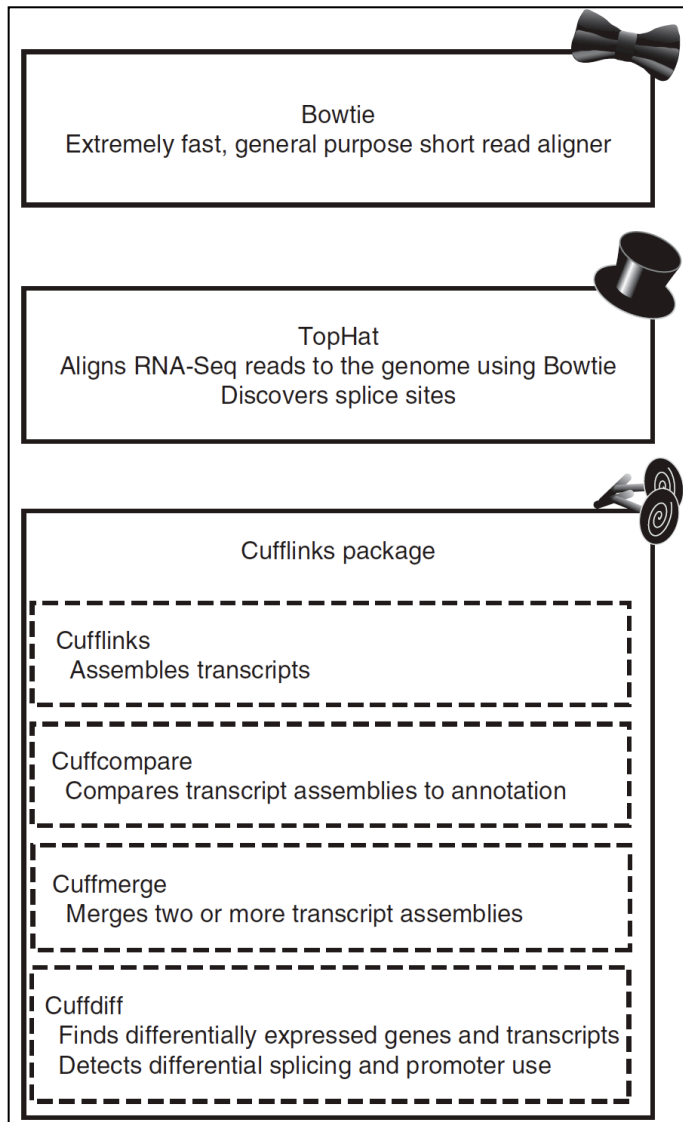 Bowtie
Extremely fast, general purpose short read aligner
TopHat
Aligns RNA-Seq reads to the genome using Bowtie
Discovers splice sites
Cufflinks package
Cufflinks
Assembles transcripts
Cuffcompare
Compares transcript assemblies to annotation
Cuffmerge
Merges two or more transcript assemblies
Cuffdiff
Finds differentially expressed genes and transcripts
Detects differential splicing and promoter use